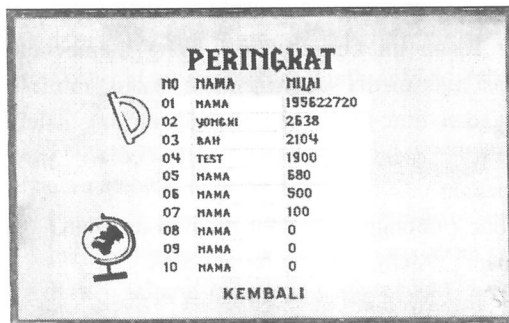 PERINGKAT
NO NAMA NILAI
01 NAMA 195622720
02 YONGHI 2638
03 BAH 2104
04 TEST 1900
05 NAMA 680
06 NAMA 500
07 NAMA 100
08 NAMA 0
09 NAMA 0
10 NAMA
KEMBALI